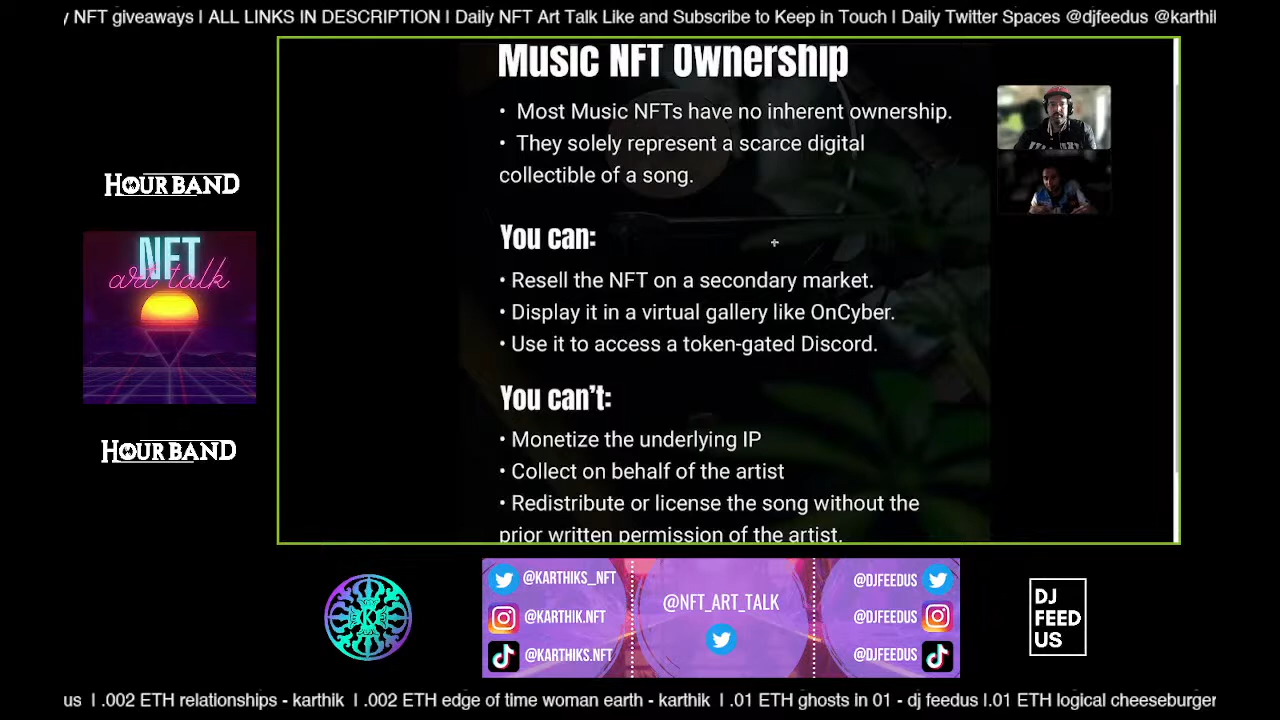 y NFT giveaways I ALL LINKS IN DESCRIPTION I Daily NFT Art Talk Like and Subscribe to Keep in Touch I Daily Twitter Spaces @djfeedus @karthil
Music NFT Ownership
• Most Music NFTs have no inherent ownership.
• They solely represent a scarce digital
collectible of a song.
You can:
• Resell the NFT on a secondary market.
• Display it in a virtual gallery like OnCyber.
• Use it to access a token-gated Discord.
You can't:
• Monetize the underlying IP
• Collect on behalf of the artist
• Redistribute or license the song without the
prior written permission of the artist.
HOUR BAND
NFT
art talk
HOUR BAND
K
@KARTHIKS_NFT
@KARTHIK.NFT
@KARTHIKS.NFT
@NFT_ART_TALK
@DJFEEDUS
@DJFEEDUS
@DJFEEDUS
DJ
FEED
US
us I .002 ETH relationships - karthik I .002 ETH edge of time woman earth - karthik I .01 ETH ghosts in 01 - dj feedus I.01 ETH logical cheeseburger